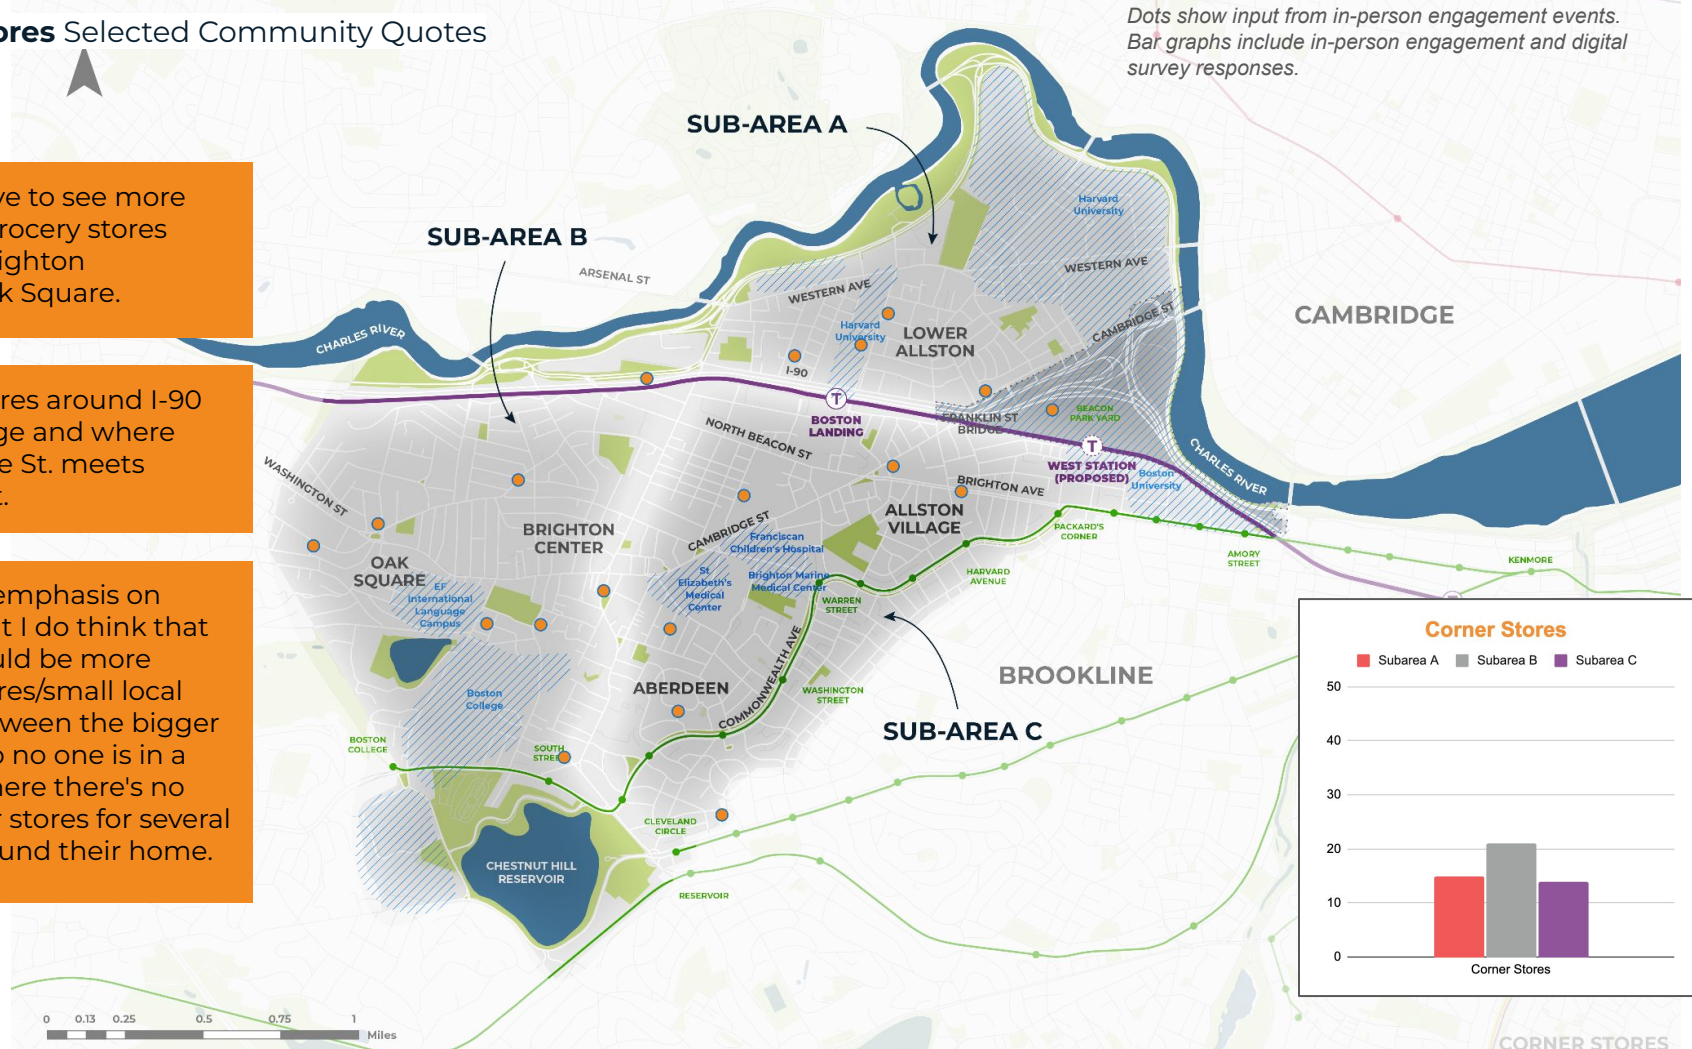 ores Selected Community Quotes
Dots show input from in-person engagement events.
Bar graphs include in-person engagement and digital
survey responses.
ve to see more
rocery stores
ighton
k Square.
res around I-90
ge and where
e St. meets
t.
emphasis on
t I do think that
uld be more
res/small local
ween the bigger
o no one is in a
here there's no
r stores for several
und their home.
SUB-AREA A
SUB-AREA B
SUB-AREA C
ARSENAL ST
CHARLES RIVER
WESTERN AVE
Harvard
University
WESTERN AVE
CAMBRIDGE ST
Harvard
University
LOWER
ALLSTON
I-90
CAMBRIDGE
T
BOSTON
LANDING
FRANKLIN ST
BRIDGE
BEACON
PARK YARD
T
WEST STATION
(PROPOSED)
Boston
University
CHARLES RIVER
NORTH BEACON ST
BRIGHTON AVE
WASHINGTON ST
BRIGHTON
CENTER
CAMBRIDGE ST
ALLSTON
VILLAGE
PACKARD'S
CORNER
AMORY
STREET
KENMORE
HARVARD
AVENUE
OAK
SQUARE
Franciscan
Children's Hospital
St
Elizabeth's
Medical
Center
Brighton Marine
Medical Center
WARREN
STREET
EF
International
Language
Campus
Boston
College
ABERDEEN
COMMONWEALTH AVE
WASHINGTON
STREET
BROOKLINE
BOSTON
COLLEGE
SOUTH
STREET
CLEVELAND
CIRCLE
CHESTNUT HILL
RESERVOIR
RESERVOIR
Corner Stores
Subarea A Subarea B Subarea C
50
40
30
20
10
0
Corner Stores
0 0.13 0.25 0.5 0.75 1
Miles
CORNER STORES